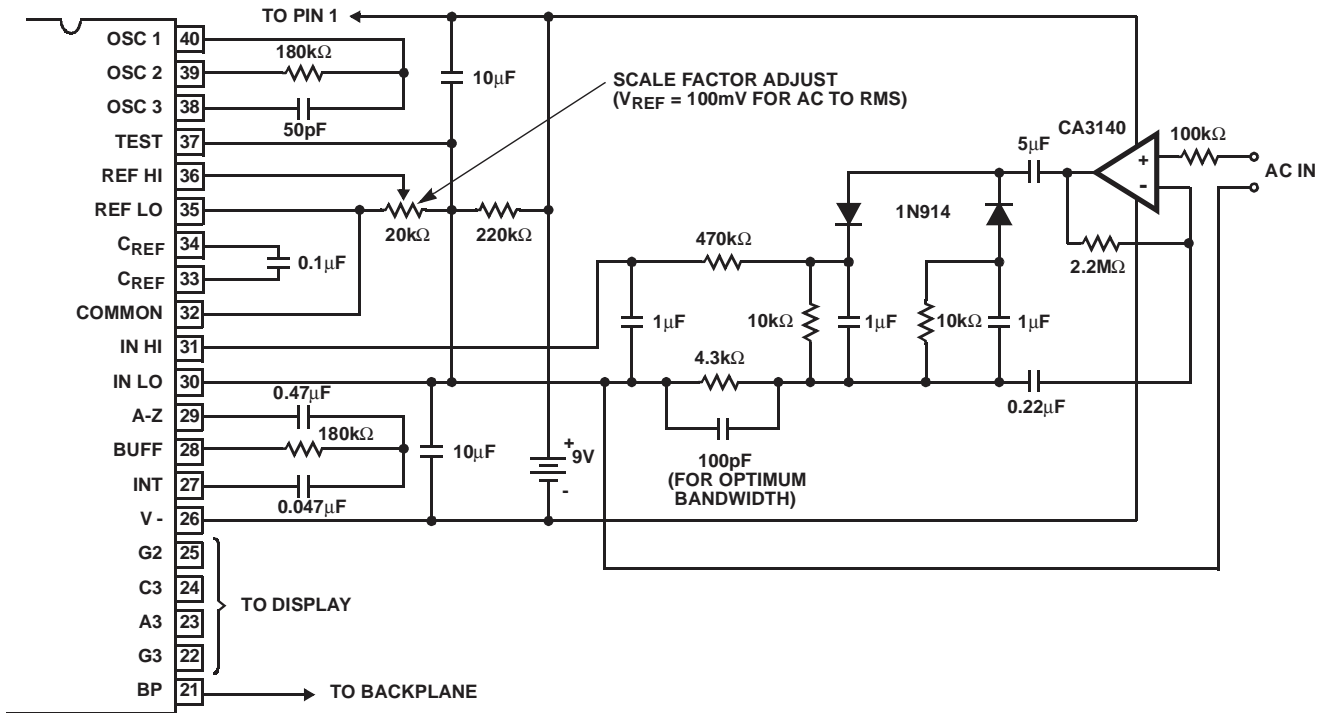 TO PIN 1
OSC 1 40
OSC 2 39
OSC 3 38
TEST 37
REF HI 36
REF LO 35
CREF 34
CREF 33
COMMON 32
IN HI 31
IN LO 30
A-Z 29
BUFF 28
INT 27
V - 26
G2 25
C3 24
A3 23
G3 22
BP 21
180kΩ
50pF
10µF
SCALE FACTOR ADJUST
(VREF = 100mV FOR AC TO RMS)
20kΩ
220kΩ
0.1µF
CA3140
100kΩ
+
-
AC IN
5µF
1N914
2.2MΩ
470kΩ
1µF
10kΩ
1µF
10kΩ
1µF
4.3kΩ
0.22µF
100pF
(FOR OPTIMUM
BANDWIDTH)
0.47µF
180kΩ
0.047µF
10µF
+
9V
-
TO DISPLAY
TO BACKPLANE